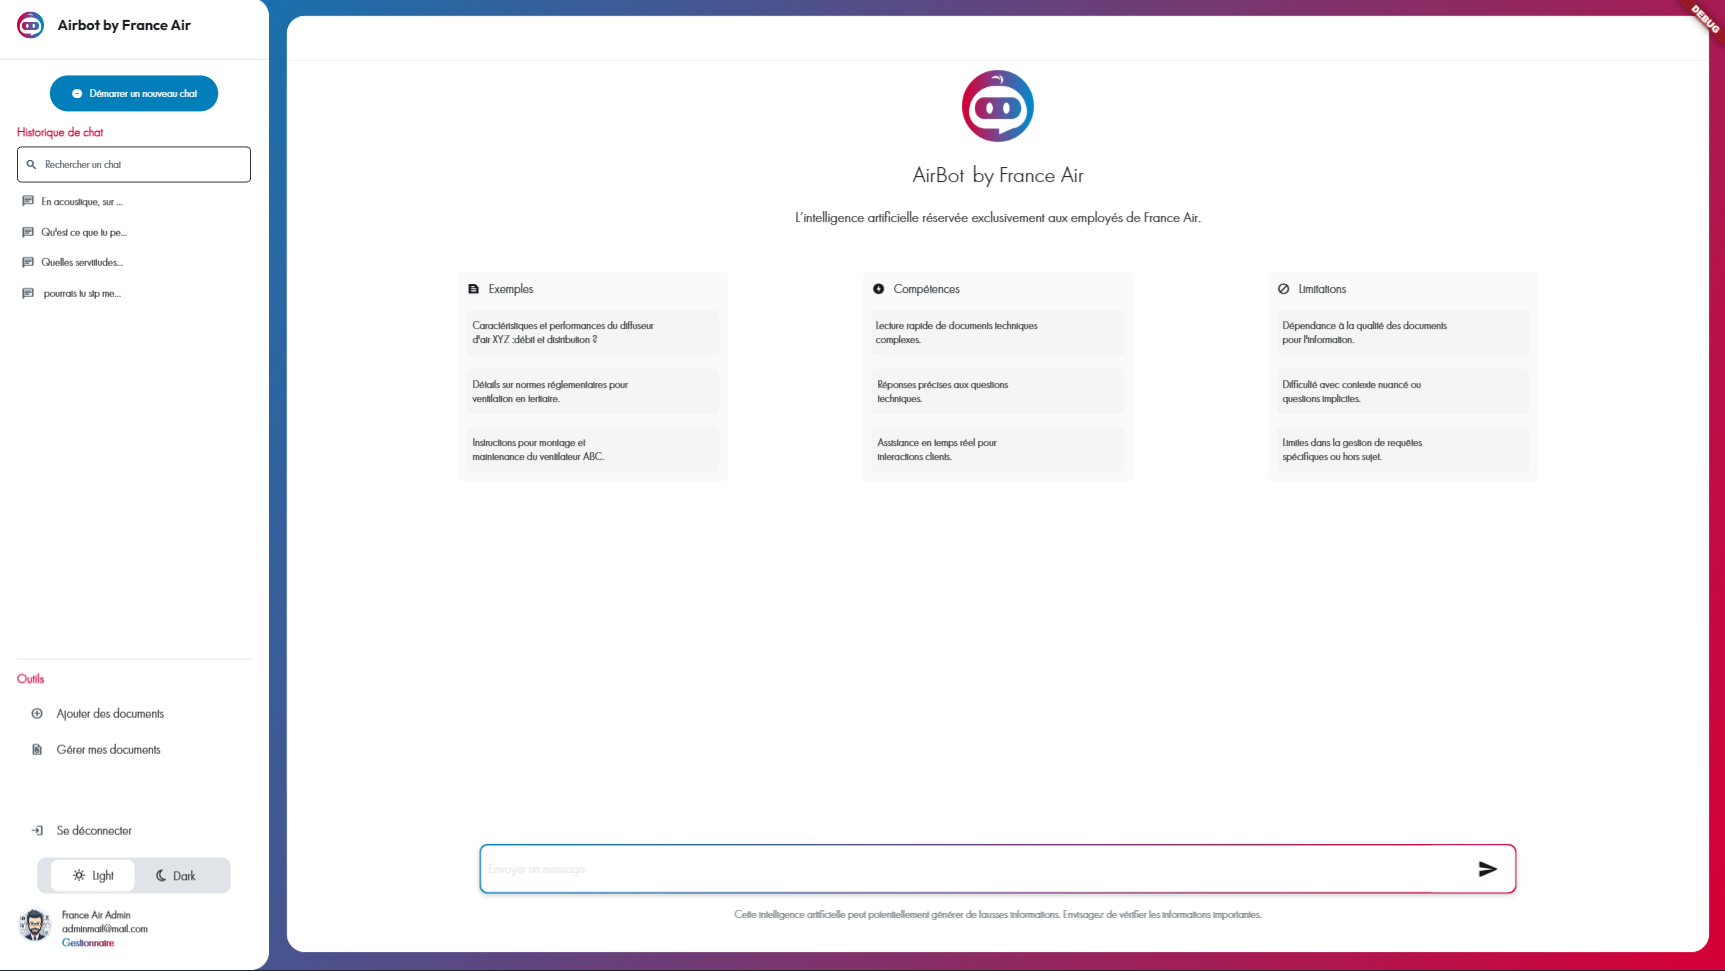 Airbot by France Air
Démarrer un nouveau chat
Historique de chat
Rechercher un chat
En acoustique, sur ...
Qu'est ce que tu pe...
Quelles servitudes...
pourrais tu stp me...
Outils
Ajouter des documents
Gérer mes documents
Se déconnecter
Light
Dark
France Air Admin
adminmail@mail.com
Gestionnaire
DEBUG
AirBot by France Air
L'intelligence artificielle réservée exclusivement aux employés de France Air.
Exemples
Caractéristiques et performances du diffuseur
d'air XYZ :débit et distribution ?
Détails sur normes réglementaires pour
ventilation en tertiaire.
Instructions pour montage et
maintenance du ventilateur ABC.
Compétences
Lecture rapide de documents techniques
complexes.
Réponses précises aux questions
techniques.
Assistance en temps réel pour
interactions clients.
Limitations
Dépendance à la qualité des documents
pour l'information.
Difficulté avec contexte nuancé ou
questions implicites.
Limites dans la gestion de requêtes
spécifiques ou hors sujet.
Envoyer un message
Cette intelligence artificielle peut potentiellement générer de fausses informations. Envisagez de vérifier les informations importantes.